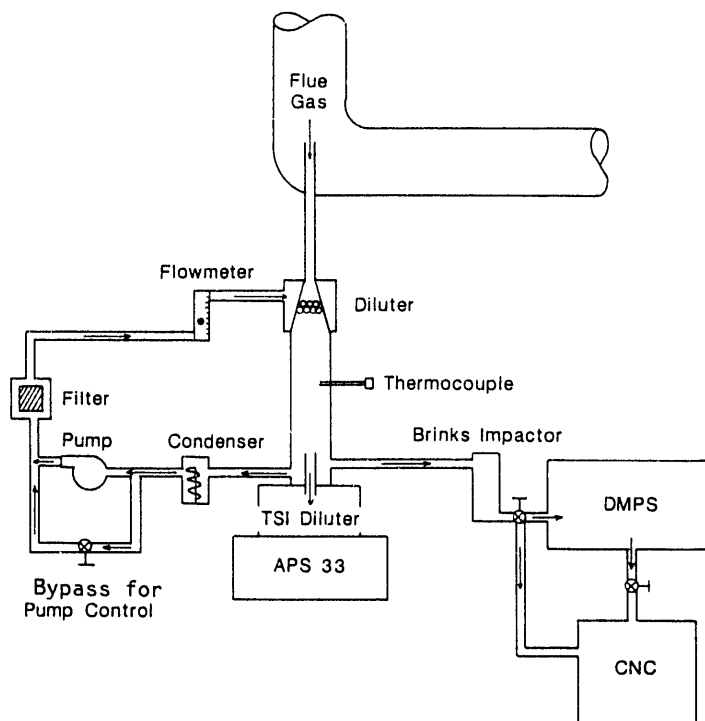 Flue
Gas
Flowmeter
Diluter
Thermocouple
Filter
Pump
Condenser
Brinks Impactor
DMPS
TSI Diluter
APS 33
Bypass for
Pump Control
CNC